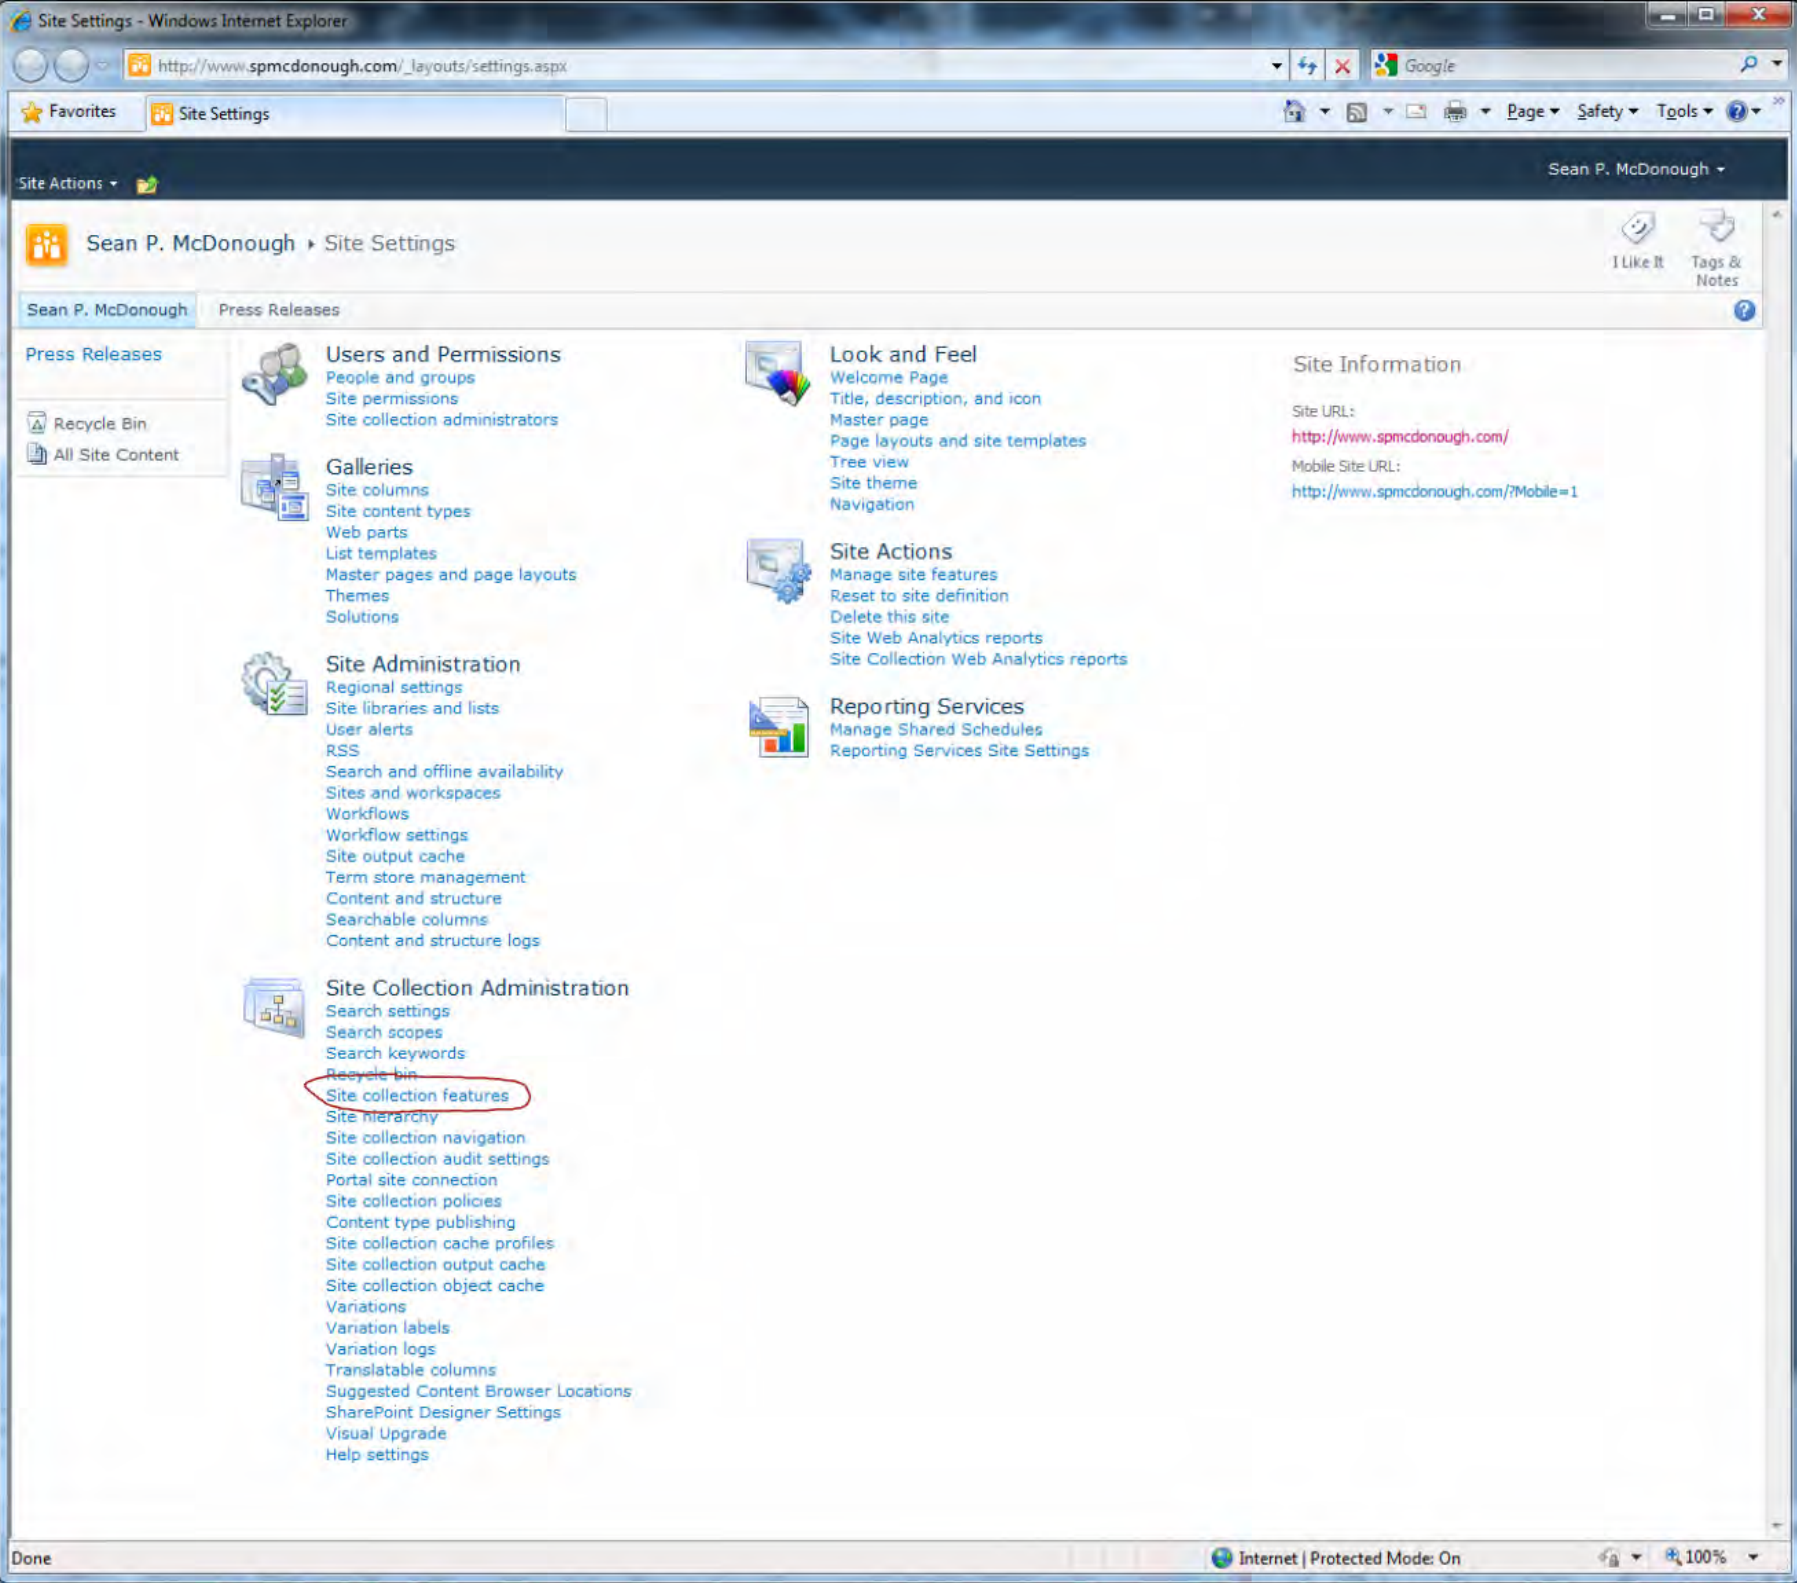 Site Settings - Windows Internet Explorer
http://www.spmcdonough.com/_layouts/settings.aspx
Google
Favorites
Site Settings
Page
Safety
Tools
Site Actions
Sean P. McDonough
Sean P. McDonough
Site Settings
I Like It
Tags &
Notes
Sean P. McDonough
Press Releases
Press Releases
Recycle Bin
All Site Content
Users and Permissions
People and groups
Site permissions
Site collection administrators
Galleries
Site columns
Site content types
Web parts
List templates
Master pages and page layouts
Themes
Solutions
Site Administration
Regional settings
Site libraries and lists
User alerts
RSS
Search and offline availability
Sites and workspaces
Workflows
Workflow settings
Site output cache
Term store management
Content and structure
Searchable columns
Content and structure logs
Site Collection Administration
Search settings
Search scopes
Search keywords
Recycle bin
Site collection features
Site hierarchy
Site collection navigation
Site collection audit settings
Portal site connection
Site collection policies
Content type publishing
Site collection cache profiles
Site collection output cache
Site collection object cache
Variations
Variation labels
Variation logs
Translatable columns
Suggested Content Browser Locations
SharePoint Designer Settings
Visual Upgrade
Help settings
Look and Feel
Welcome Page
Title, description, and icon
Master page
Page layouts and site templates
Tree view
Site theme
Navigation
Site Actions
Manage site features
Reset to site definition
Delete this site
Site Web Analytics reports
Site Collection Web Analytics reports
Reporting Services
Manage Shared Schedules
Reporting Services Site Settings
Site Information
Site URL:
http://www.spmcdonough.com/
Mobile Site URL:
http://www.spmcdonough.com/?Mobile=1
Done
Internet | Protected Mode: On
100%